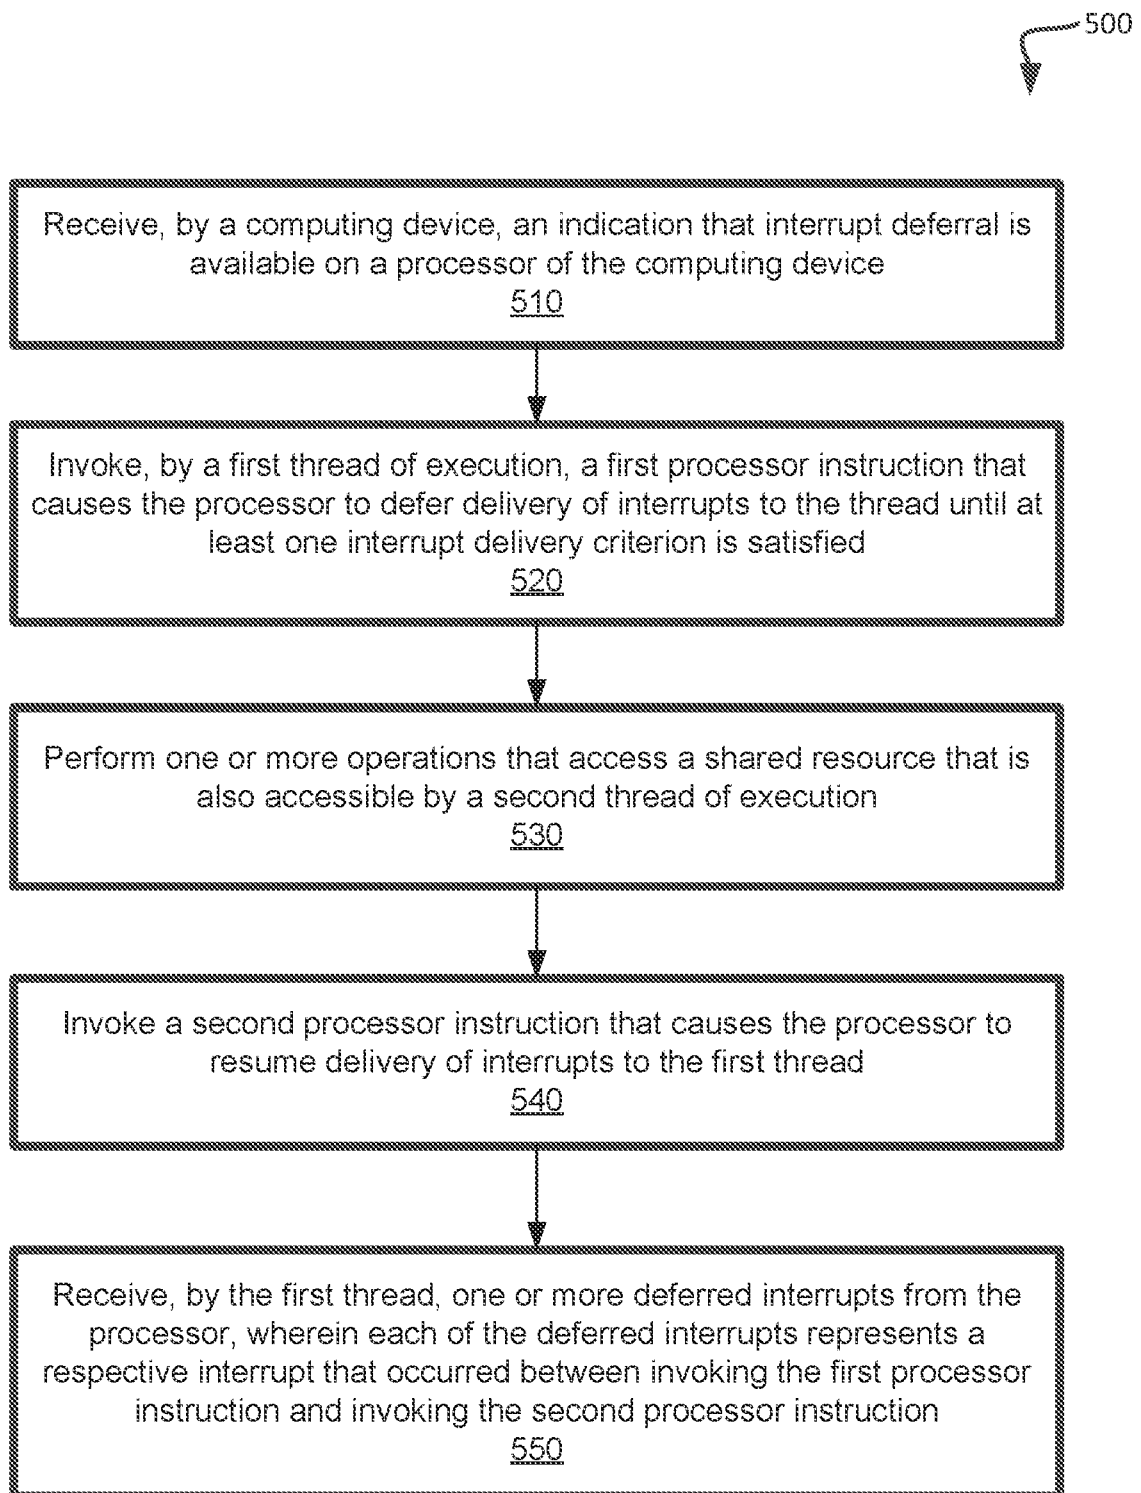 500
Receive, by a computing device, an indication that interrupt deferral is
available on a processor of the computing device
510
Invoke, by a first thread of execution, a first processor instruction that
causes the processor to defer delivery of interrupts to the thread until at
least one interrupt delivery criterion is satisfied
520
Perform one or more operations that access a shared resource that is
also accessible by a second thread of execution
530
Invoke a second processor instruction that causes the processor to
resume delivery of interrupts to the first thread
540
Receive, by the first thread, one or more deferred interrupts from the
processor, wherein each of the deferred interrupts represents a
respective interrupt that occurred between invoking the first processor
instruction and invoking the second processor instruction
550